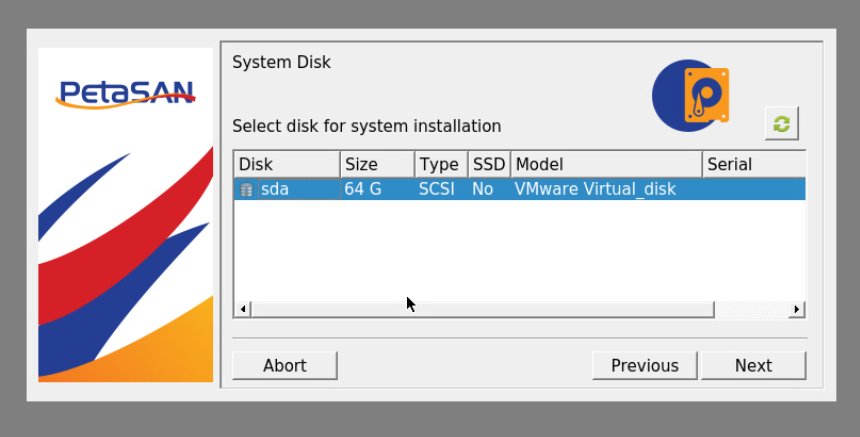 PetaSAN
System Disk
Select disk for system installation
Disk Size Type SSD Model Serial
sda 64 G SCSI No VMware Virtual_disk
Abort Previous Next